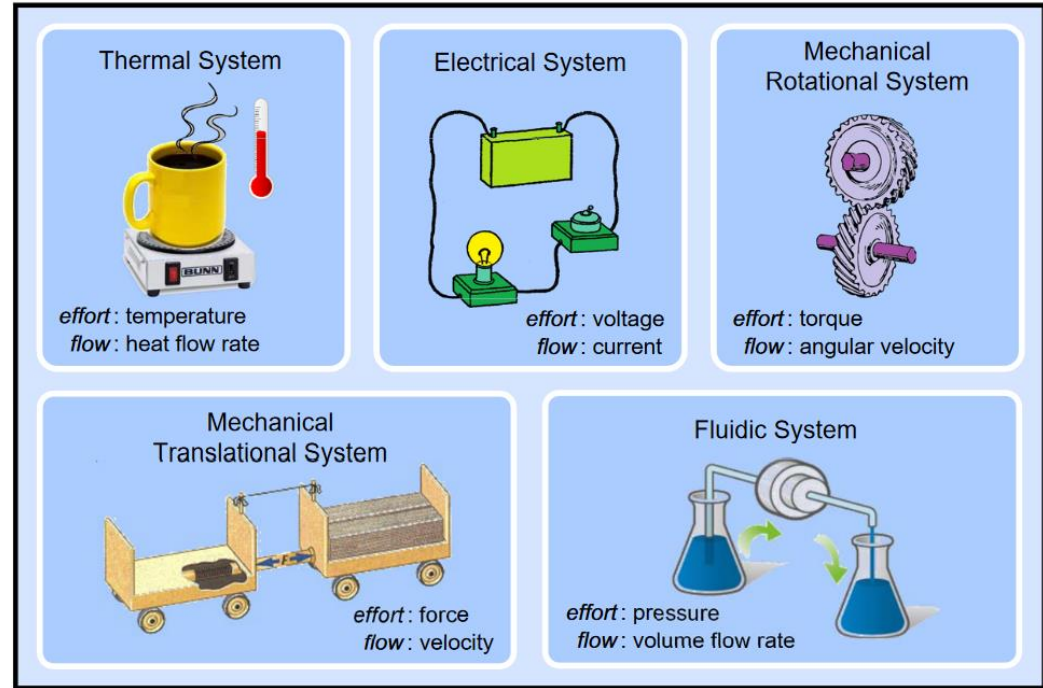 Thermal System
BUNN
effort : temperature
flow : heat flow rate
Electrical System
effort : voltage
flow : current
Mechanical
Rotational System
effort : torque
flow : angular velocity
Mechanical
Translational System
F
effort : force
flow : velocity
Fluidic System
effort : pressure
flow : volume flow rate